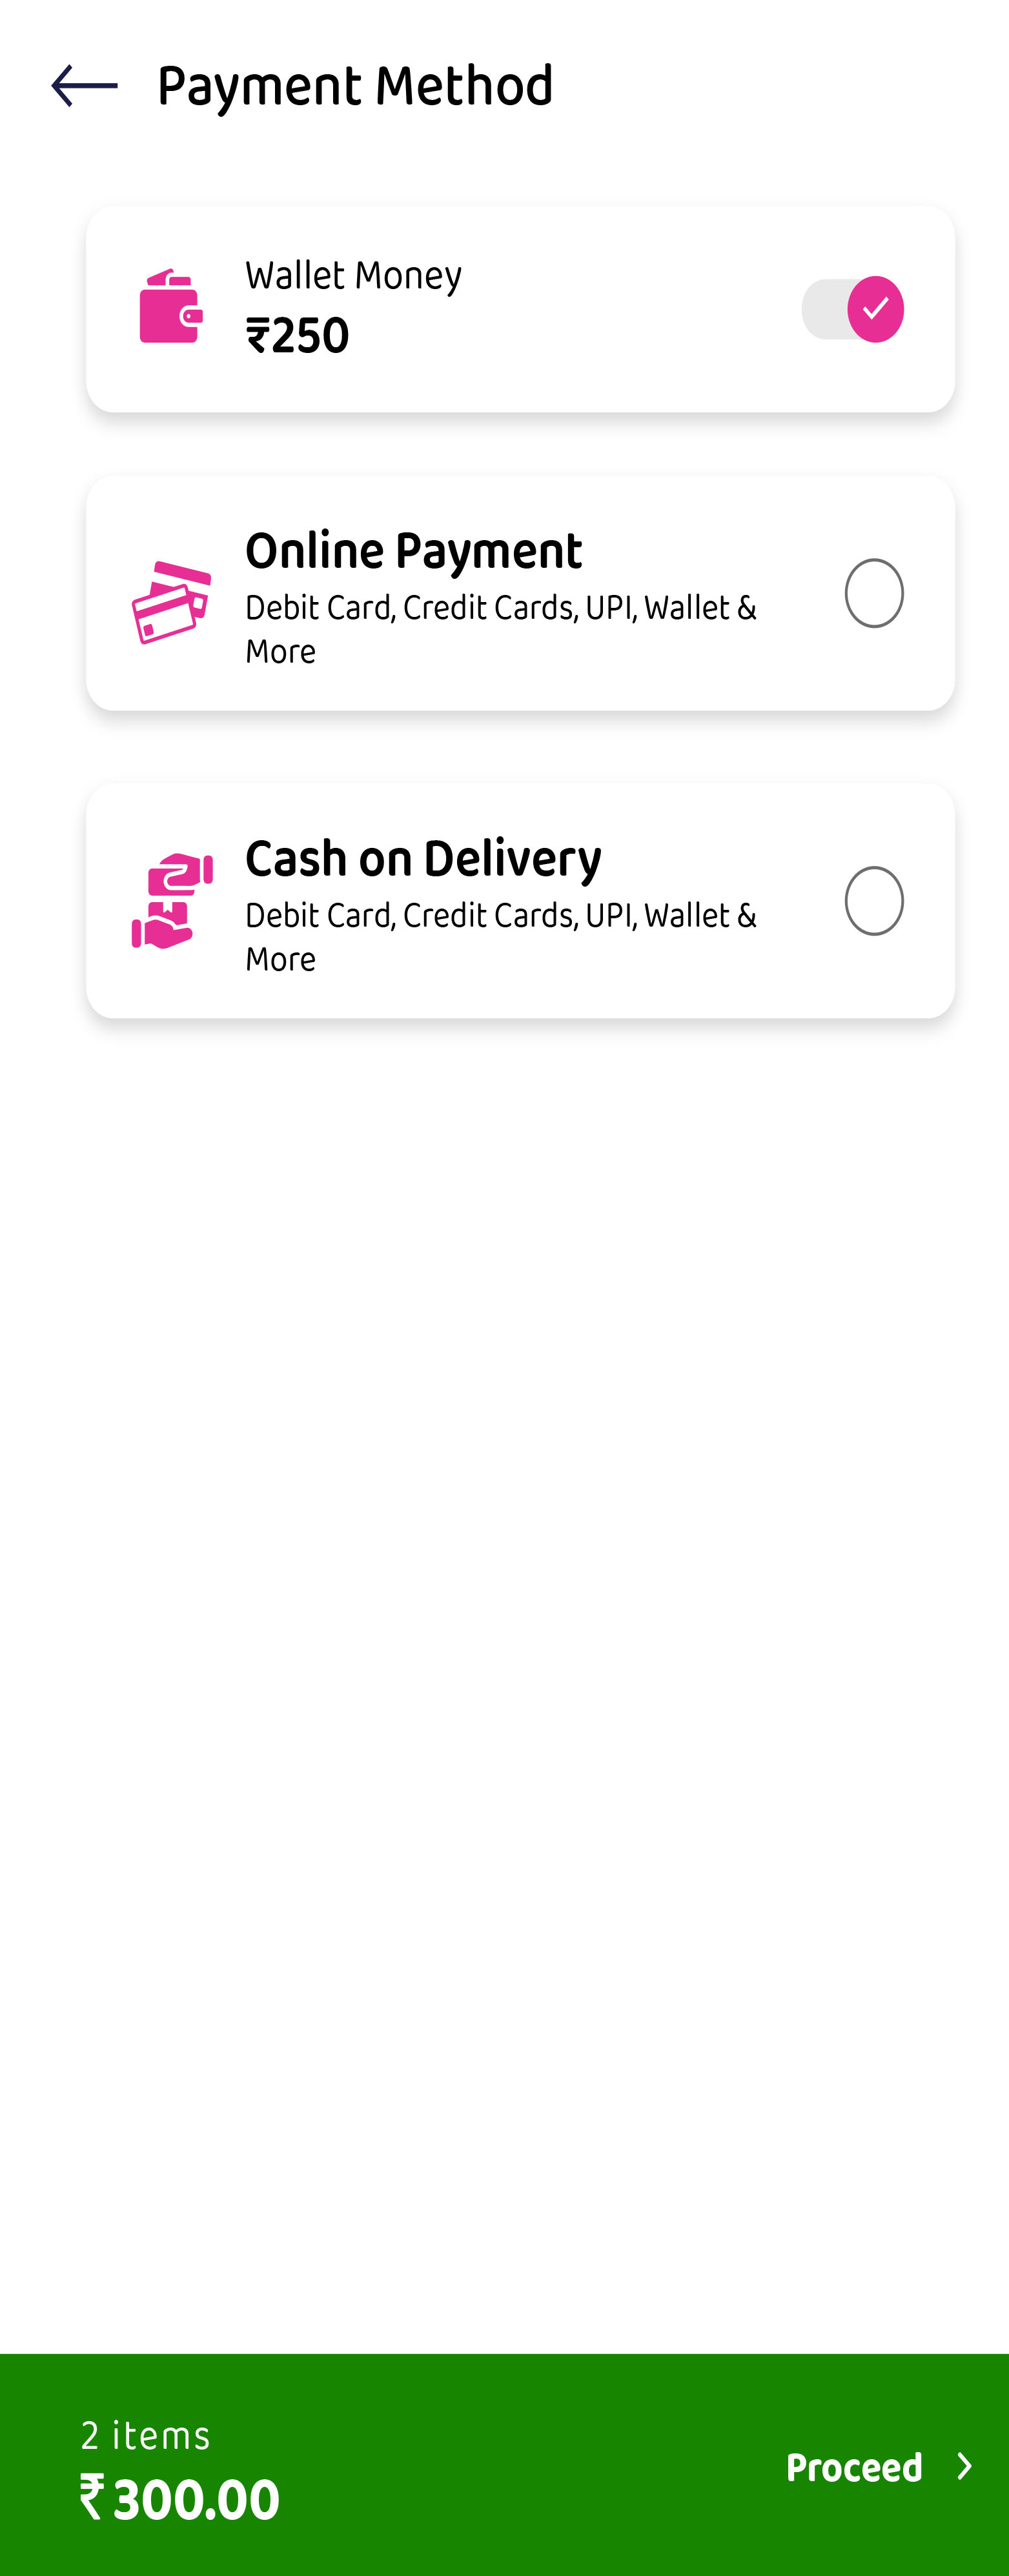 Payment Method
Wallet Money
₹250
Online Payment
Debit Card, Credit Cards, UPI, Wallet &
More
Cash on Delivery
Debit Card, Credit Cards, UPI, Wallet &
More
2 items
₹ 300.00
Proceed